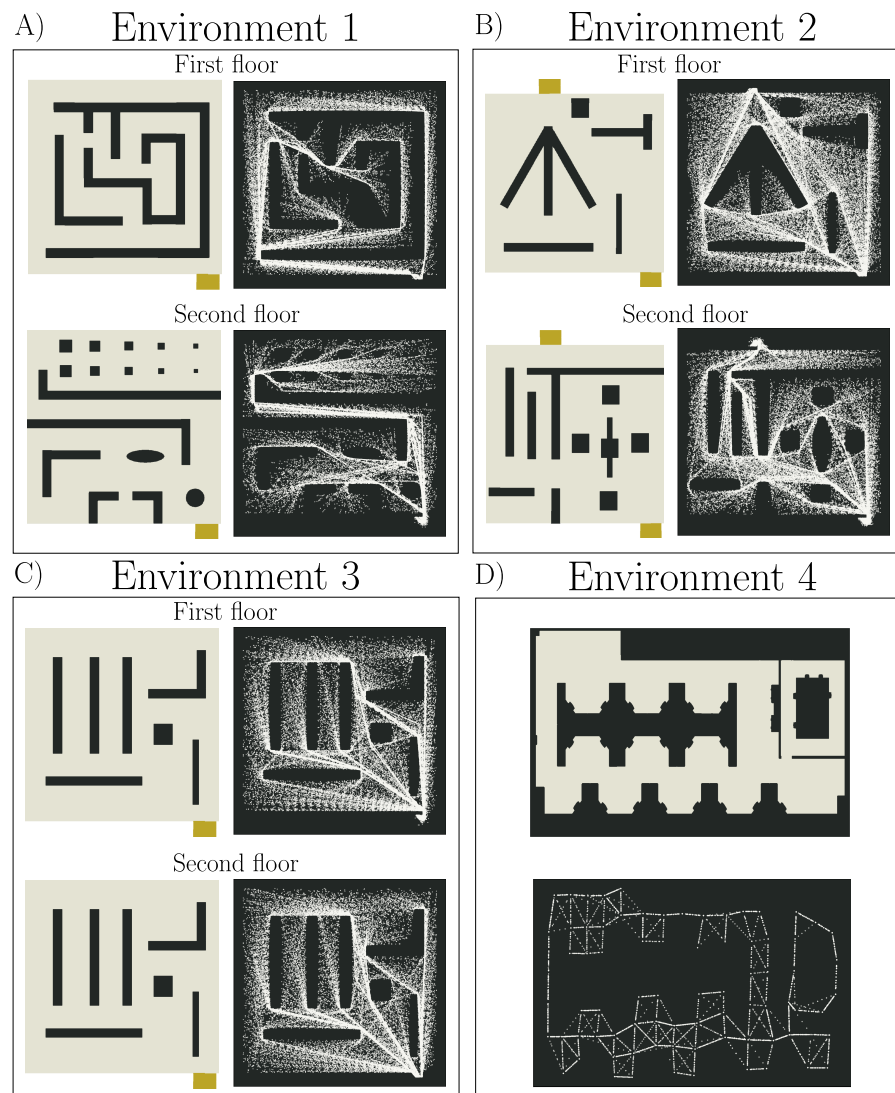 A) Environment 1
First floor
Second floor
B) Environment 2
First floor
Second floor
C) Environment 3
First floor
Second floor
D) Environment 4